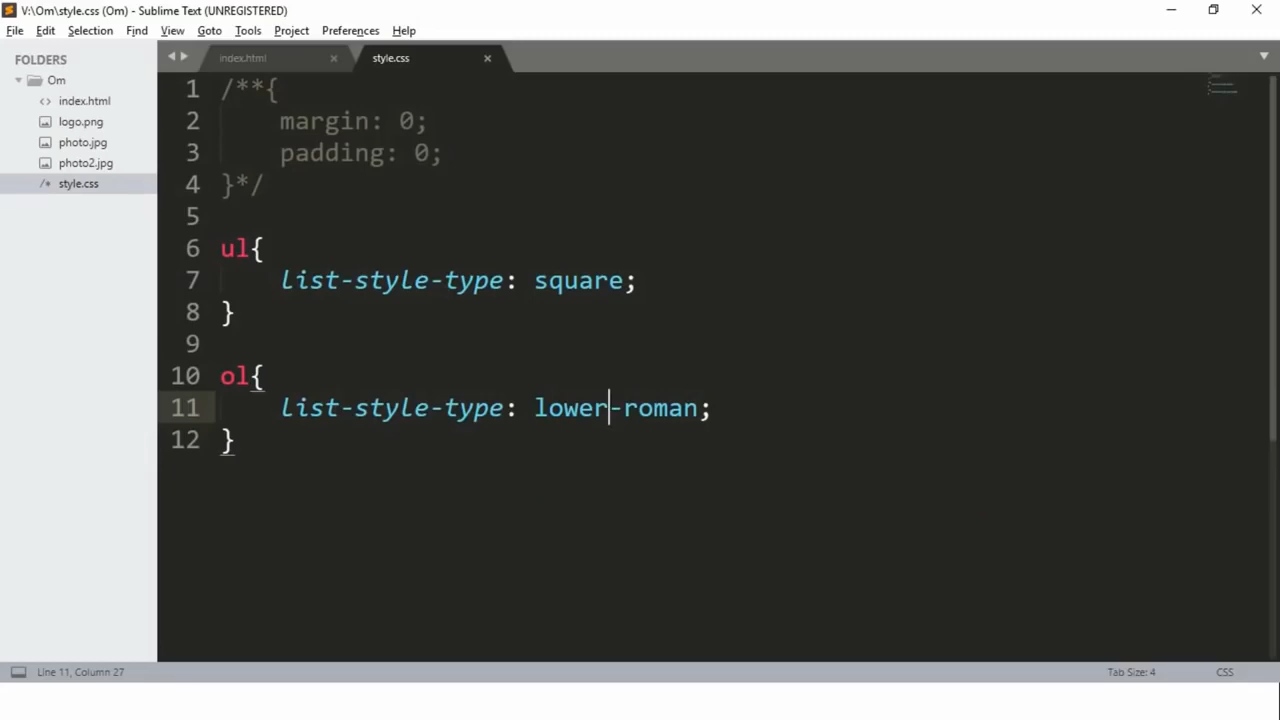 V:\Om\style.css (Om) - Sublime Text (UNREGISTERED)
File Edit Selection Find View Goto Tools Project Preferences Help
FOLDERS
Om
index.html
logo.png
photo.jpg
photo2.jpg
style.css
index.html style.css
1 /**{
2 margin: 0;
3 padding: 0;
4 }*/
5
6 ul{
7 list-style-type: square;
8 }
9
10 ol{
11 list-style-type: lower-roman;
12 }
Line 11, Column 27 Tab Size: 4 CSS